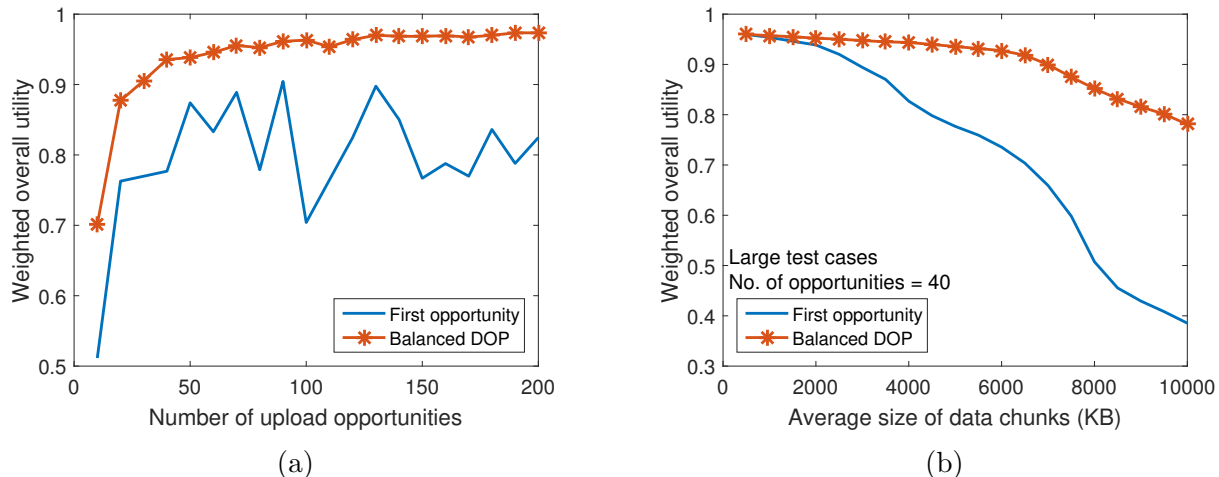 1
0.9
0.8
0.7
0.6
0.5
0
50
100
150
200
Weighted overall utility
Number of upload opportunities
First opportunity
Balanced DOP
(a)
1
0.9
0.8
0.7
0.6
0.5
0.4
0.3
0
2000
4000
6000
8000
10000
Weighted overall utility
Average size of data chunks (KB)
Large test cases
No. of opportunities = 40
First opportunity
Balanced DOP
(b)